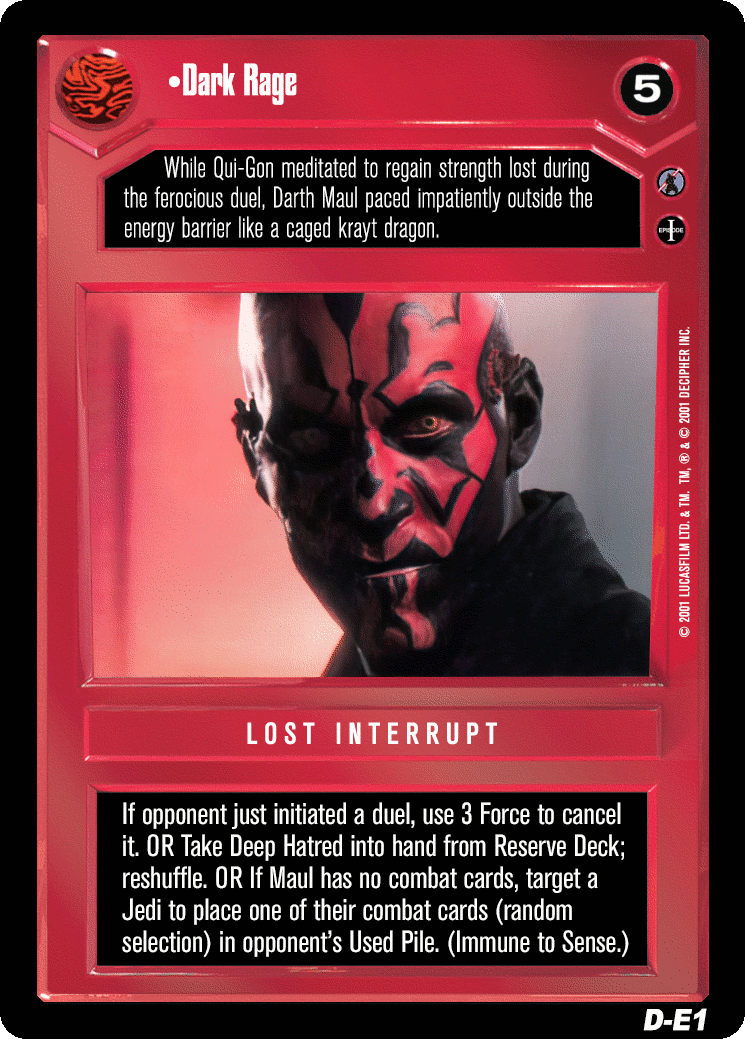 •Dark Rage
5
While Qui-Gon meditated to regain strength lost during
the ferocious duel, Darth Maul paced impatiently outside the
energy barrier like a caged krayt dragon.
EPISODE
I
© 2001 LUCASFILM LTD. & TM. TM, ® & © 2001 DECIPHER INC.
LOST INTERRUPT
If opponent just initiated a duel, use 3 Force to cancel
it. OR Take Deep Hatred into hand from Reserve Deck;
reshuffle. OR If Maul has no combat cards, target a
Jedi to place one of their combat cards (random
selection) in opponent's Used Pile. (Immune to Sense.)
D-E1